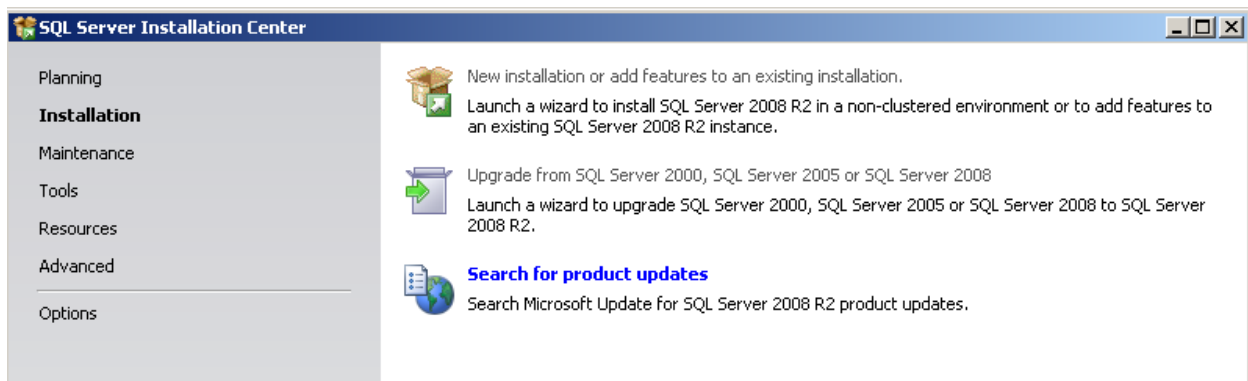 SQL Server Installation Center
Planning
Installation
Maintenance
Tools
Resources
Advanced
Options
New installation or add features to an existing installation.
Launch a wizard to install SQL Server 2008 R2 in a non-clustered environment or to add features to
an existing SQL Server 2008 R2 instance.
Upgrade from SQL Server 2000, SQL Server 2005 or SQL Server 2008
Launch a wizard to upgrade SQL Server 2000, SQL Server 2005 or SQL Server 2008 to SQL Server
2008 R2.
Search for product updates
Search Microsoft Update for SQL Server 2008 R2 product updates.